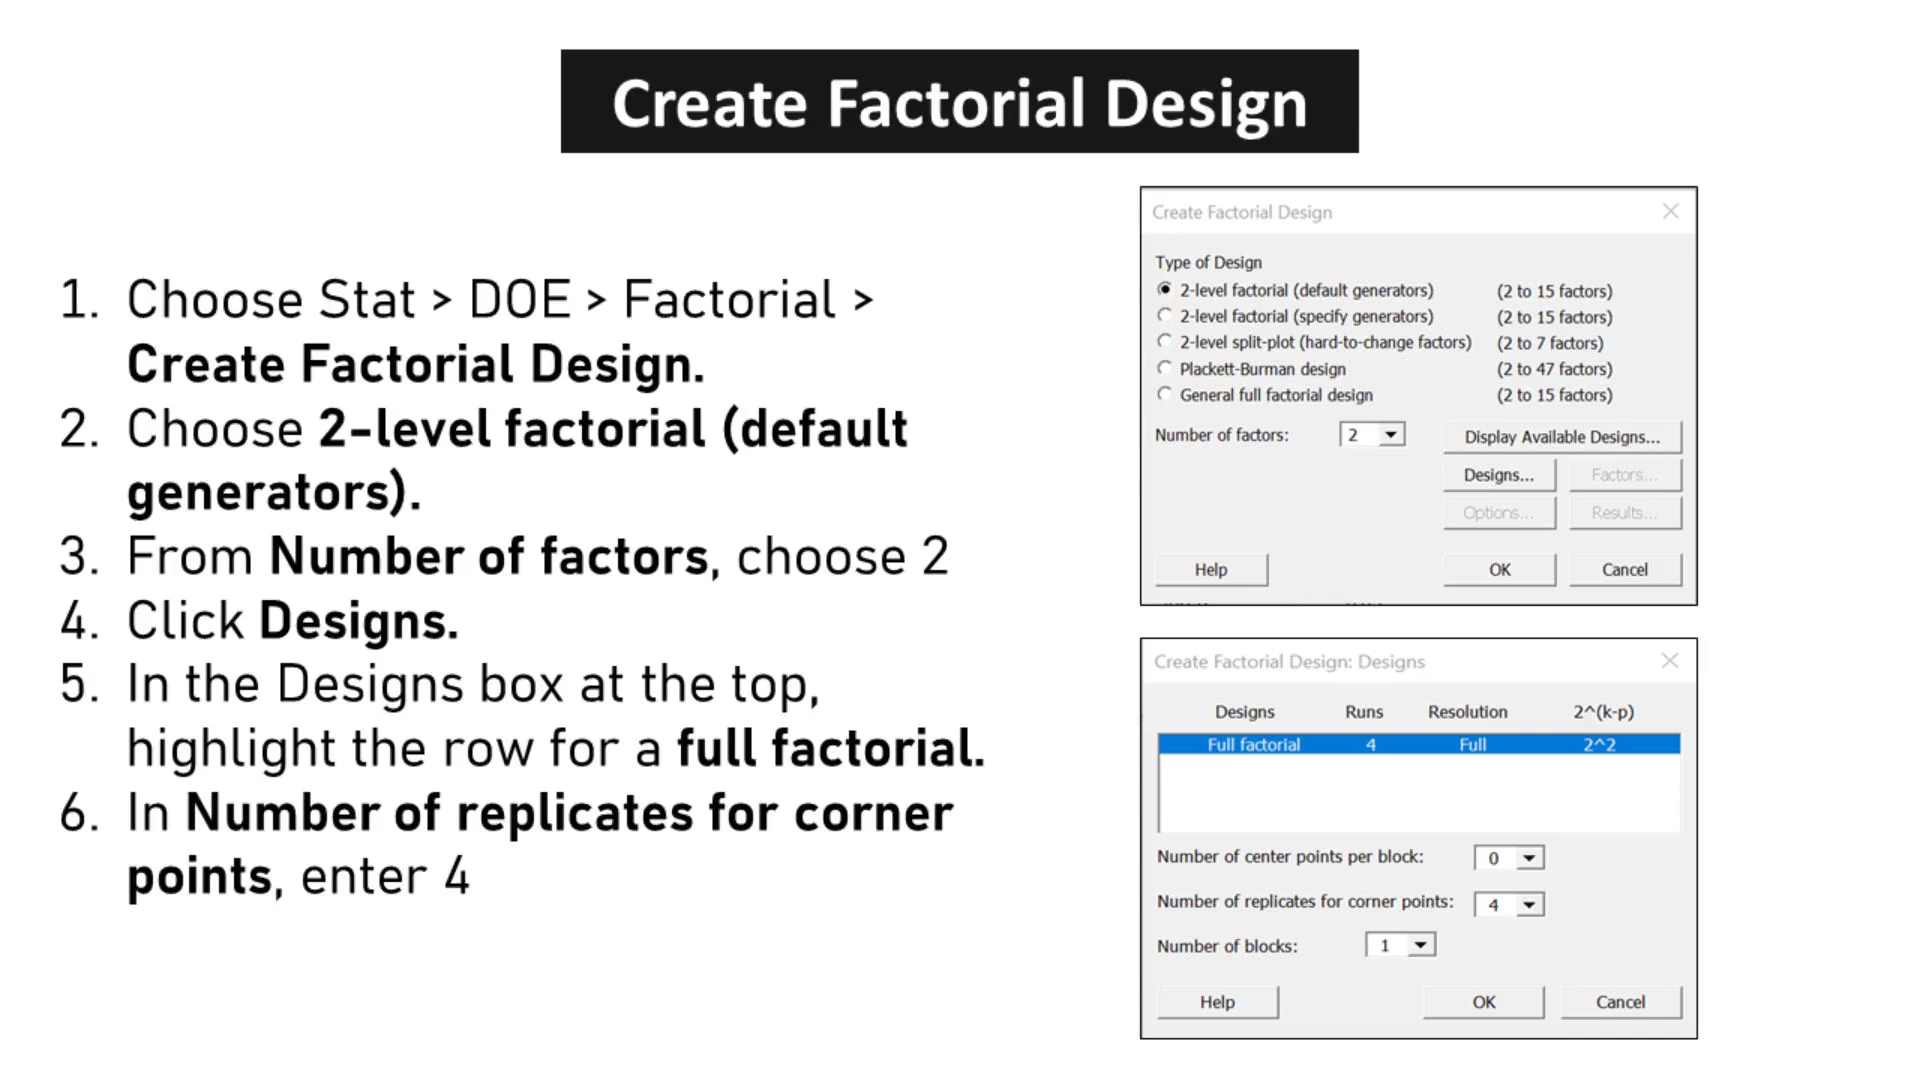 Create Factorial Design
1. Choose Stat > DOE > Factorial >
Create Factorial Design.
2. Choose 2-level factorial (default
generators).
3. From Number of factors, choose 2
4. Click Designs.
5. In the Designs box at the top,
highlight the row for a full factorial.
6. In Number of replicates for corner
points, enter 4
Create Factorial Design
Type of Design
2-level factorial (default generators) (2 to 15 factors)
2-level factorial (specify generators) (2 to 15 factors)
2-level split-plot (hard-to-change factors) (2 to 7 factors)
Plackett-Burman design (2 to 47 factors)
General full factorial design (2 to 15 factors)
Number of factors: 2 Display Available Designs...
Designs... Factors...
Options... Results...
Help OK Cancel
Create Factorial Design: Designs
Designs Runs Resolution 2^(k-p)
Full factorial 4 Full 2^2
Number of center points per block: 0
Number of replicates for corner points: 4
Number of blocks: 1
Help OK Cancel